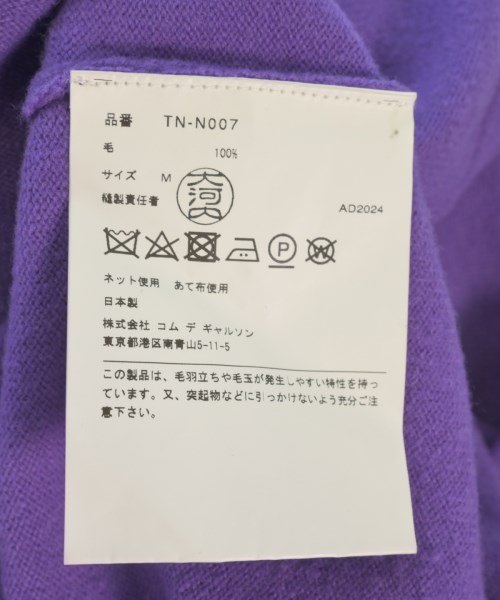 品番 TN-N007
毛 100%
サイズ M
縫製責任者 大河内
AD2024
P W
ネット使用 あて布使用
日本製
株式会社 コム デ ギャルソン
東京都港区南青山5-11-5
この製品は、毛羽立ちや毛玉が発生しやすい特性を持っ
ています。又、突起物などに引っかけないよう充分ご注
意下さい。